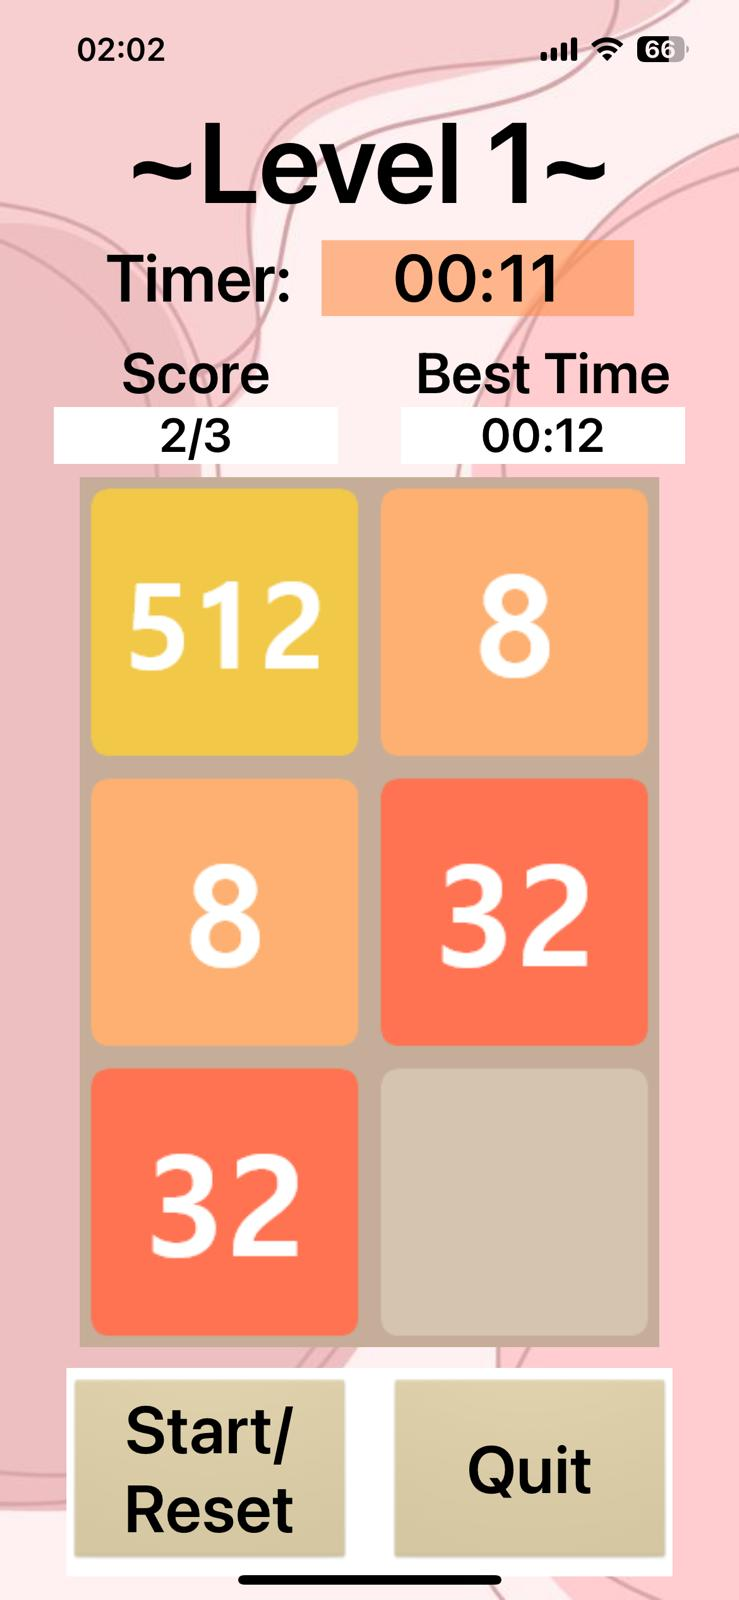 02:02 66
~Level 1~
Timer: 00:11
Score Best Time
2/3 00:12
512 8
8 32
32
Start/
Reset
Quit